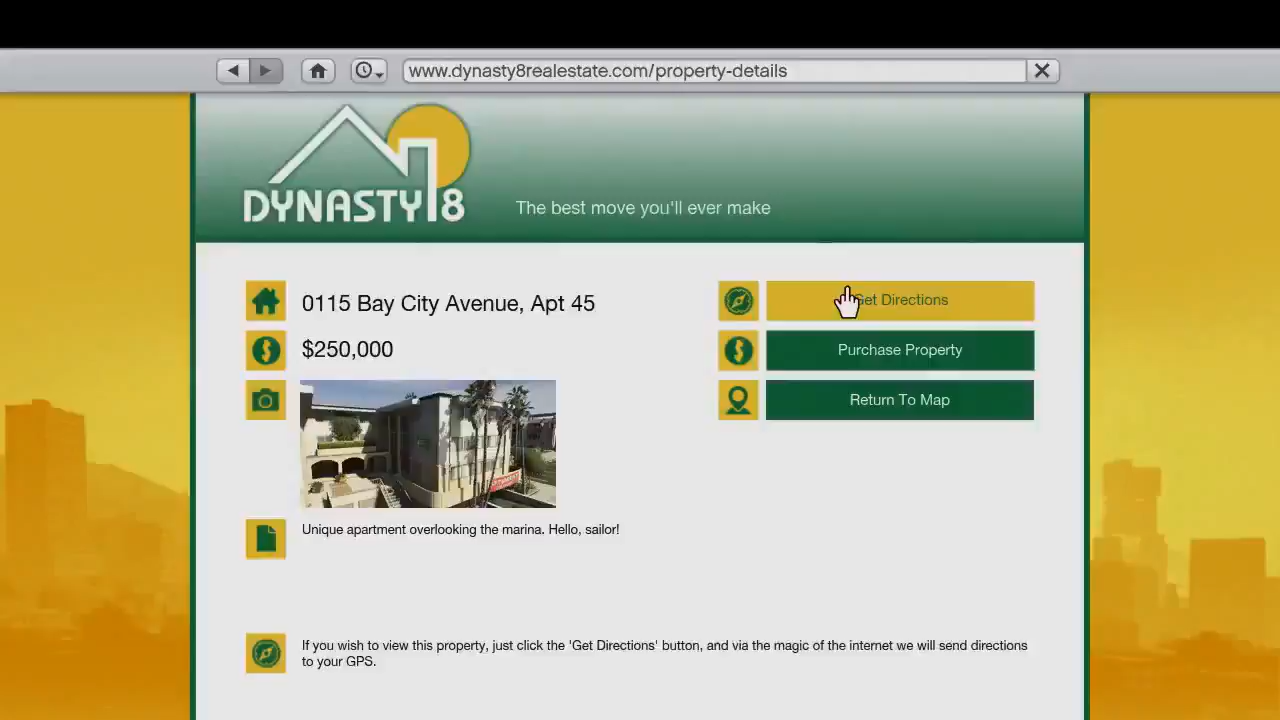 www.dynasty8realestate.com/property-details
DYNASTY 8
The best move you'll ever make
0115 Bay City Avenue, Apt 45
Get Directions
$250,000
Purchase Property
Return To Map
Unique apartment overlooking the marina. Hello, sailor!
If you wish to view this property, just click the 'Get Directions' button, and via the magic of the internet we will send directions
to your GPS.